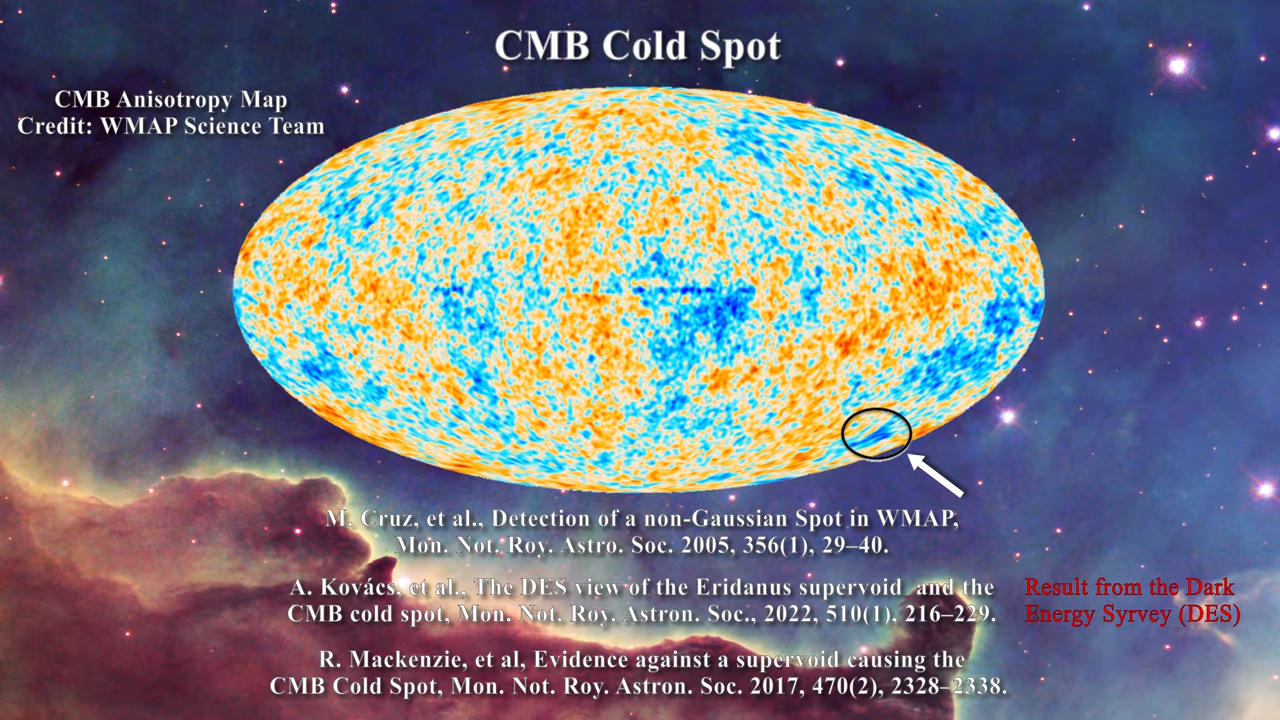 CMB Cold Spot
CMB Anisotropy Map
Credit: WMAP Science Team
M. Cruz, et al., Detection of a non-Gaussian Spot in WMAP,
Mon. Not. Roy. Astro. Soc. 2005, 356(1), 29–40.
A. Kovács, et al., The DES view of the Eridanus supervoid and the
CMB cold spot, Mon. Not. Roy. Astron. Soc., 2022, 510(1), 216–229.
Result from the Dark
Energy Syrvey (DES)
R. Mackenzie, et al, Evidence against a supervoid causing the
CMB Cold Spot, Mon. Not. Roy. Astron. Soc. 2017, 470(2), 2328–2338.